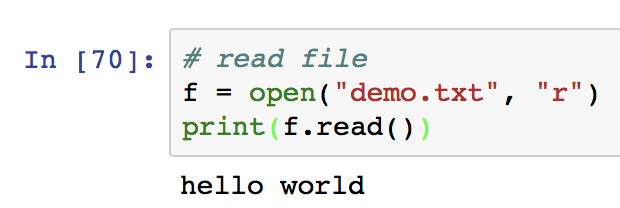 In [70]: # read file
f = open("demo.txt", "r")
print(f.read())
hello world